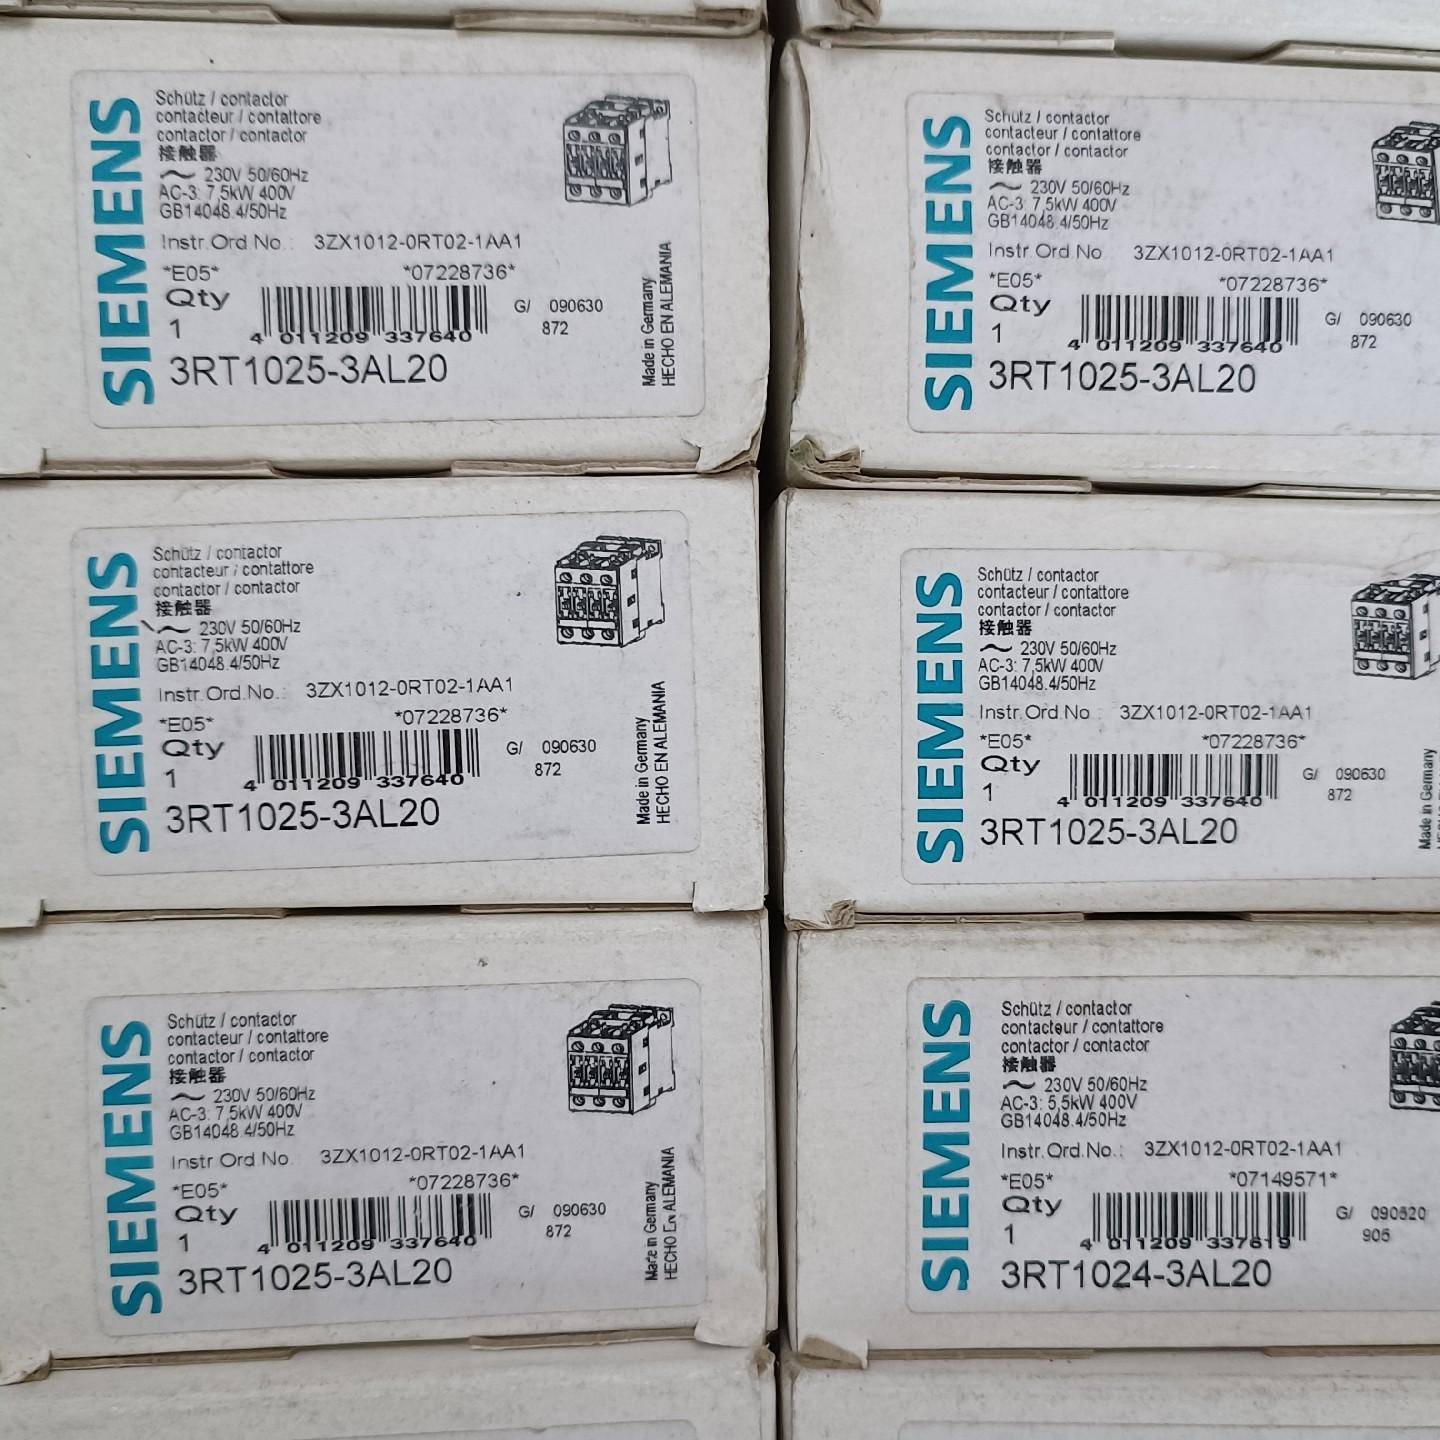 SIEMENS
Schütz / contactor
contacteur / contattore
contactor / contactor
接触器
230V 50/60Hz
AC-3: 7,5kW 400V
GB14048.4/50Hz
Instr.Ord.No.: 3ZX1012-0RT02-1AA1
*E05* *07228736*
Qty
1
4 011209 337640
G/ 090630
872
3RT1025-3AL20
Made in Germany
HECHO EN ALEMANIA
SIEMENS
Schütz / contactor
contacteur / contattore
contactor / contactor
接触器
230V 50/60Hz
AC-3: 7,5kW 400V
GB14048.4/50Hz
Instr.Ord.No 3ZX1012-0RT02-1AA1
*E05* *07228736*
Qty
1
4 011209 337640
G/ 090630
872
3RT1025-3AL20
SIEMENS
Schütz / contactor
contacteur / contattore
contactor / contactor
接触器
230V 50/60Hz
AC-3: 7,5kW 400V
GB14048.4/50Hz
Instr.Ord.No.: 3ZX1012-0RT02-1AA1
*E05* *07228736*
Qty
1
4 011209 337640
G/ 090630
872
3RT1025-3AL20
Made in Germany
HECHO EN ALEMANIA
SIEMENS
Schütz / contactor
contacteur / contattore
contactor / contactor
接触器
230V 50/60Hz
AC-3: 7,5kW 400V
GB14048.4/50Hz
Instr.Ord.No : 3ZX1012-0RT02-1AA1
*E05* *07228736*
Qty
1
4 011209 337640
G/ 090630
872
3RT1025-3AL20
Made in Germany
SIEMENS
Schütz / contactor
contacteur / contattore
contactor / contactor
接触器
230V 50/60Hz
AC-3: 7,5kW 400V
GB14048.4/50Hz
Instr.Ord.No. 3ZX1012-0RT02-1AA1
*E05* *07228736*
Qty
1
4 011209 337640
G/ 090630
872
3RT1025-3AL20
Made in Germany
HECHO EN ALEMANIA
SIEMENS
Schütz / contactor
contacteur / contattore
contactor / contactor
接触器
230V 50/60Hz
AC-3: 5,5kW 400V
GB14048.4/50Hz
Instr.Ord.No.: 3ZX1012-0RT02-1AA1
*E05* *07149571*
Qty
1
4 011209 337619
G/ 090520
905
3RT1024-3AL20